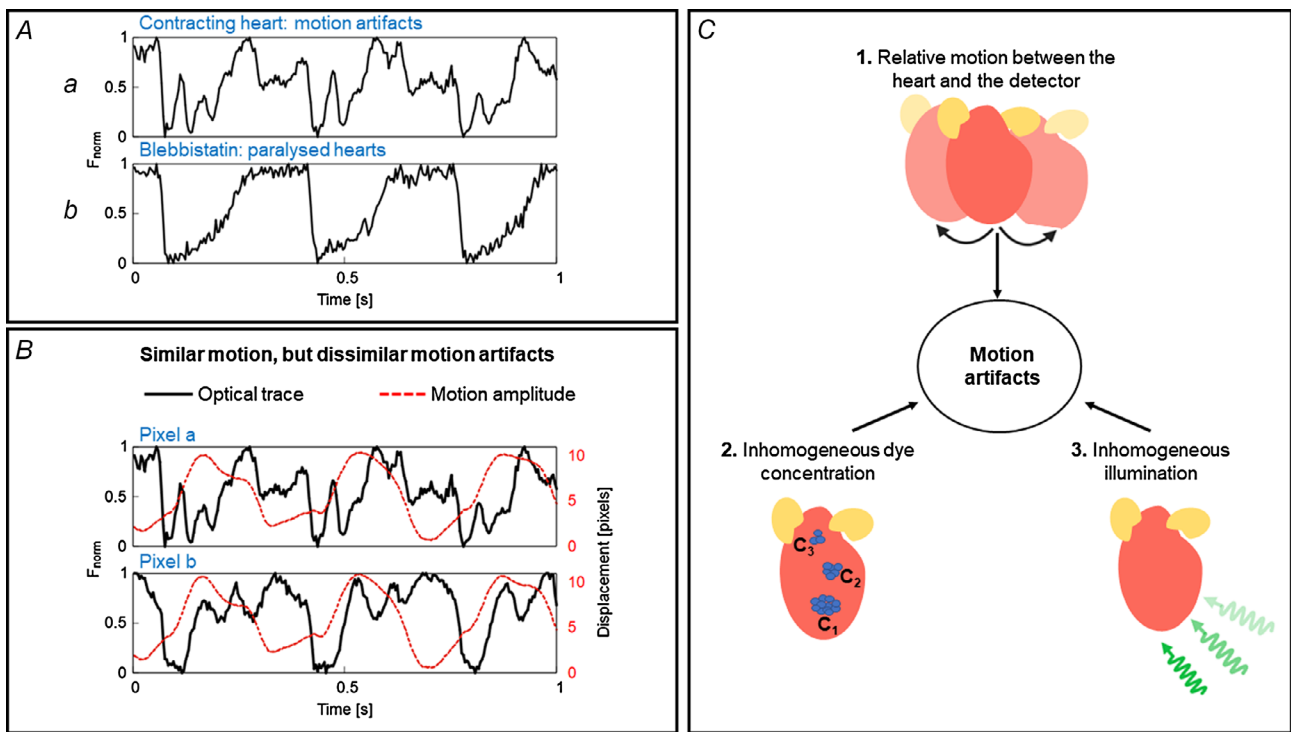 A
Contracting heart: motion artifacts
a
1
0.5
0
Blebbistatin: paralysed hearts
F_norm
b
1
0.5
0
0
0.5
1
Time [s]
B
Similar motion, but dissimilar motion artifacts
Optical trace
Motion amplitude
Pixel a
1
0.5
0
10
5
0
Pixel b
F_norm
Displacement [pixels]
1
0.5
0
10
5
0
0
0.5
1
Time [s]
C
1. Relative motion between the
heart and the detector
Motion
artifacts
2. Inhomogeneous dye
concentration
C3
C2
C1
3. Inhomogeneous
illumination